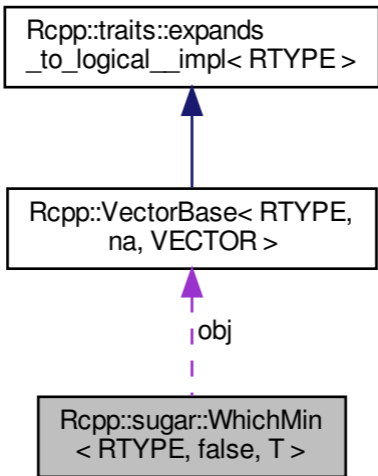 Rcpp::traits::expands
_to_logical__impl< RTYPE >
Rcpp::VectorBase< RTYPE,
na, VECTOR >
obj
Rcpp::sugar::WhichMin
< RTYPE, false, T >